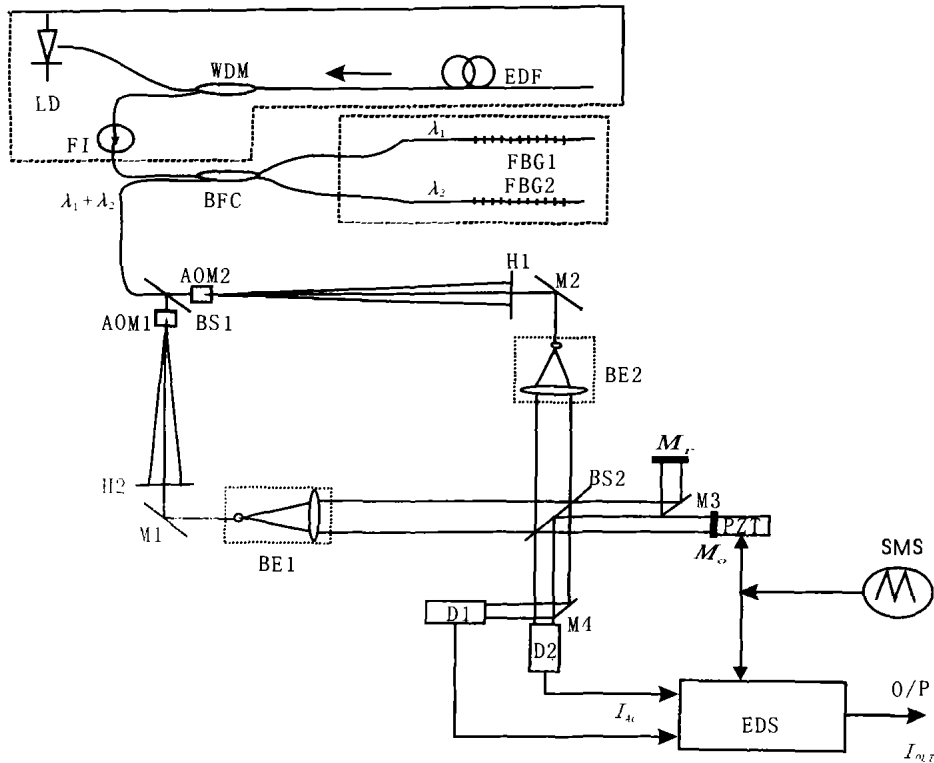 LD
WDM
EDF
FI
λ₁
FBG1
FBG2
λ₂
BFC
λ₁ + λ₂
AOM2
H1
M2
AOM1
BS1
BE2
Mᵣ
BS2
M3
H2
M1
PZT
Mₒ
SMS
BE1
D1
M4
D2
O/P
EDS